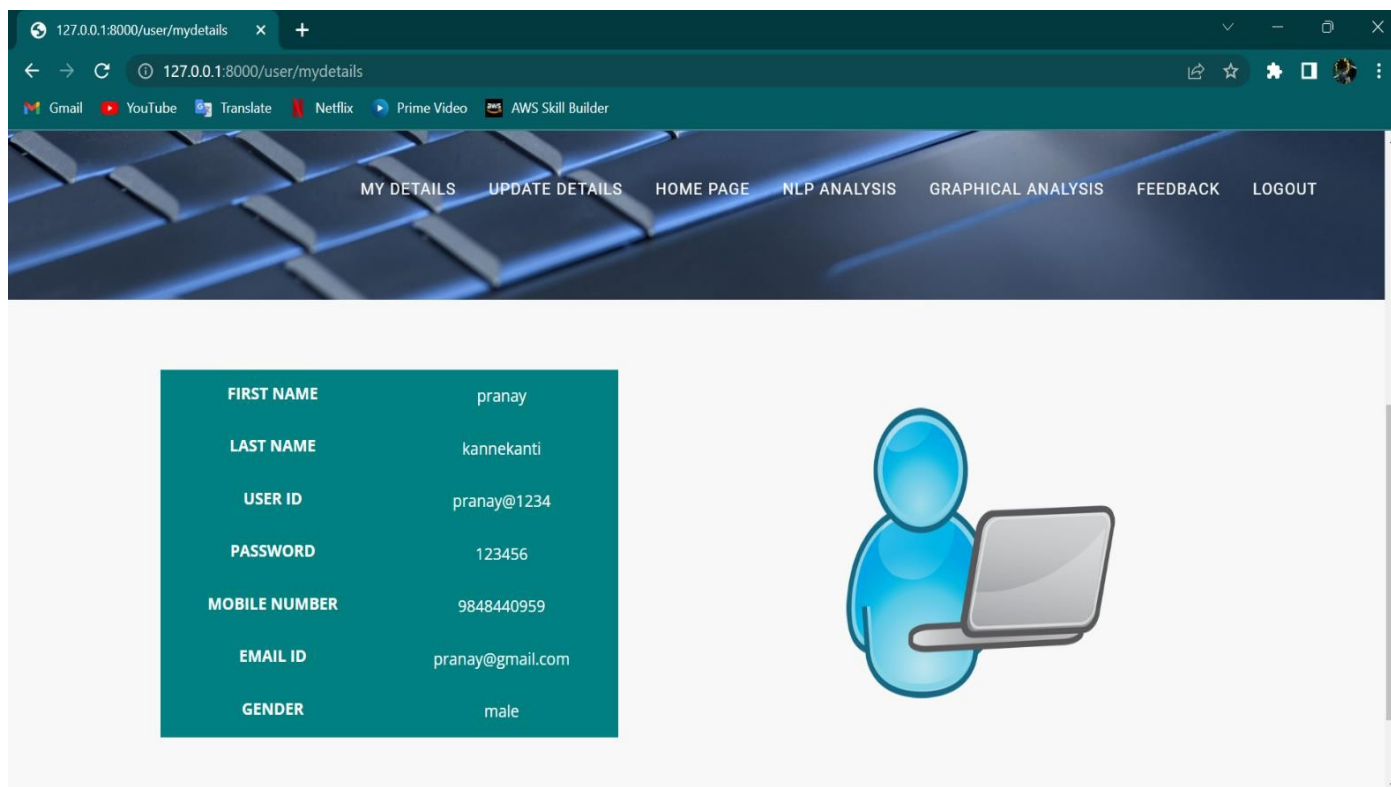 127.0.0.1:8000/user/mydetails
127.0.0.1:8000/user/mydetails
Gmail YouTube Translate Netflix Prime Video aws AWS Skill Builder
MY DETAILS UPDATE DETAILS HOME PAGE NLP ANALYSIS GRAPHICAL ANALYSIS FEEDBACK LOGOUT
FIRST NAME pranay
LAST NAME kannekanti
USER ID pranay@1234
PASSWORD 123456
MOBILE NUMBER 9848440959
EMAIL ID pranay@gmail.com
GENDER male